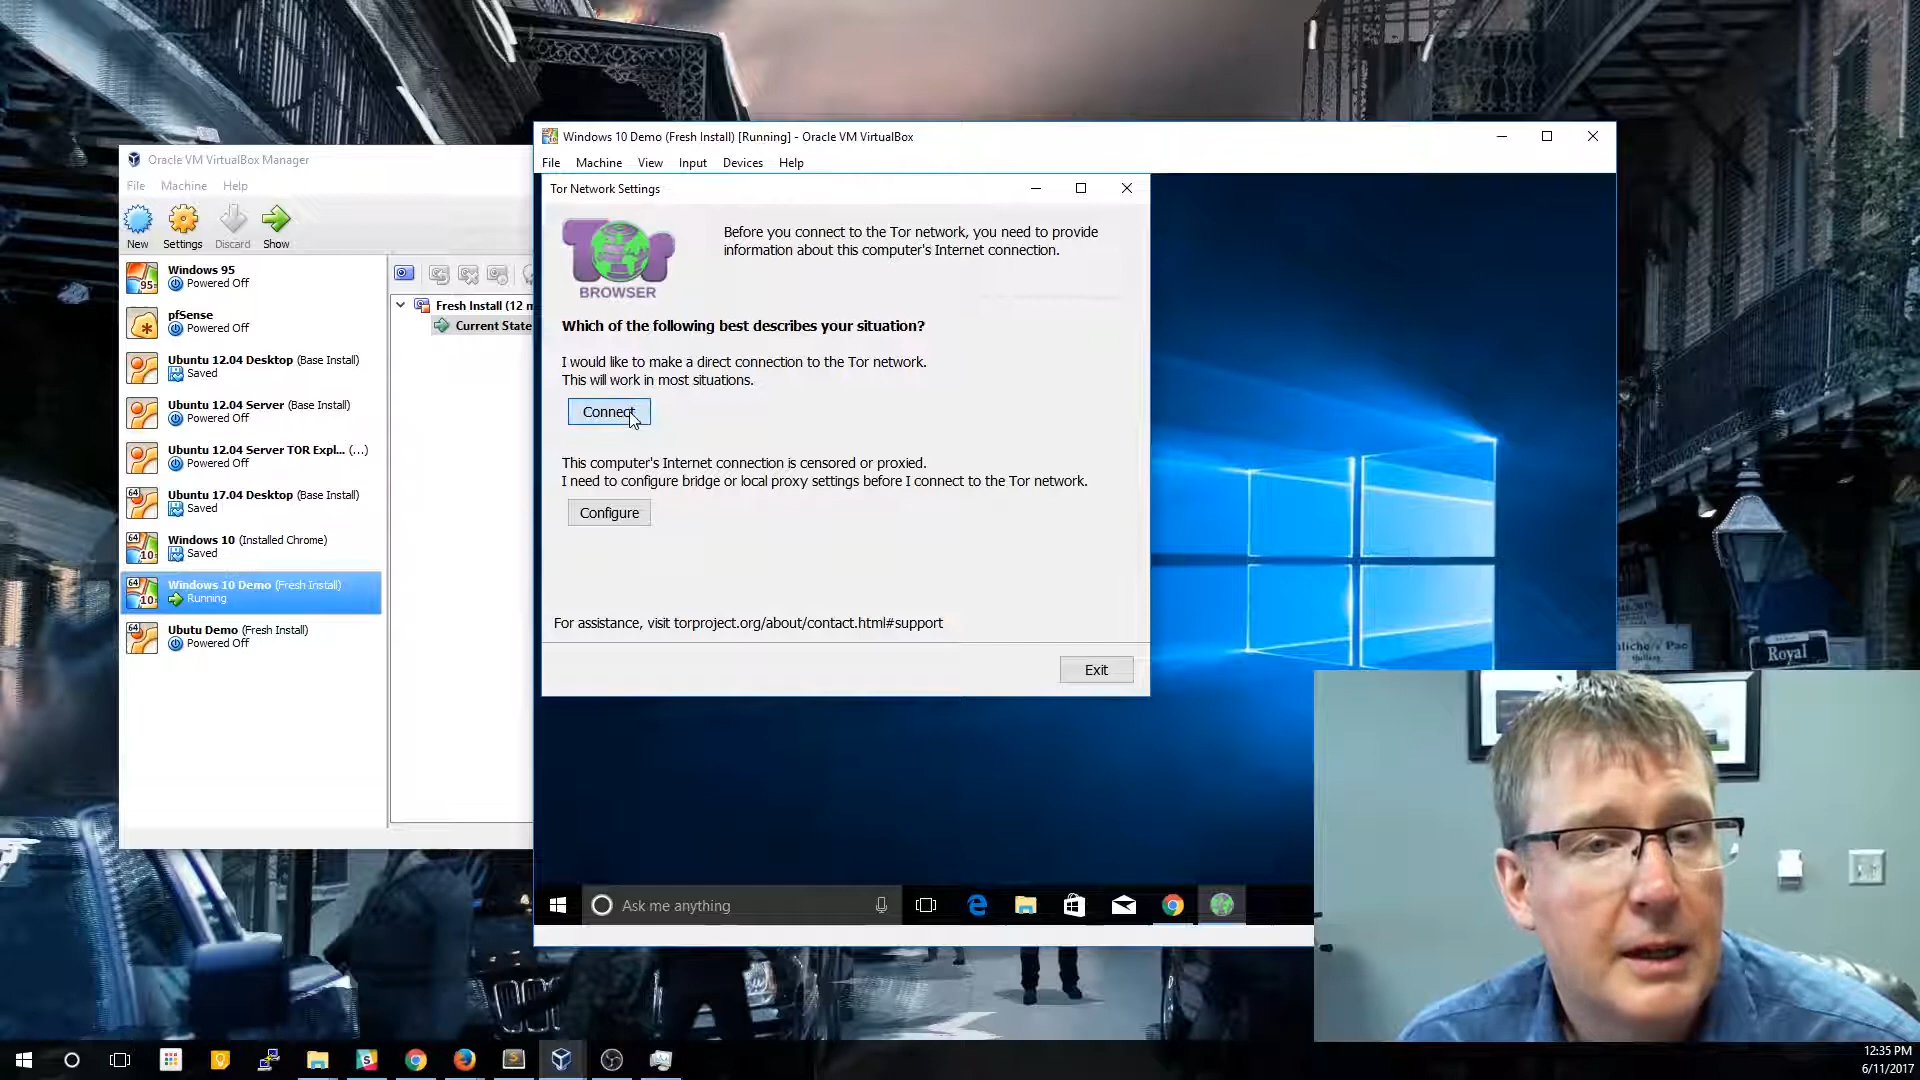 Oracle VM VirtualBox Manager
File Machine Help
New Settings Discard Show
Windows 95
Powered Off
pfSense
Powered Off
Ubuntu 12.04 Desktop (Base Install)
Saved
Ubuntu 12.04 Server (Base Install)
Powered Off
Ubuntu 12.04 Server TOR Expl... (...)
Powered Off
64
Ubuntu 17.04 Desktop (Base Install)
Saved
64
10
Windows 10 (Installed Chrome)
Saved
64
10
Windows 10 Demo (Fresh Install)
Running
64
Ubutu Demo (Fresh Install)
Powered Off
Fresh Install (12 m
Current State
Windows 10 Demo (Fresh Install) [Running] - Oracle VM VirtualBox
File Machine View Input Devices Help
Tor Network Settings
Tor
BROWSER
Before you connect to the Tor network, you need to provide
information about this computer's Internet connection.
Which of the following best describes your situation?
I would like to make a direct connection to the Tor network.
This will work in most situations.
Connect
This computer's Internet connection is censored or proxied.
I need to configure bridge or local proxy settings before I connect to the Tor network.
Configure
For assistance, visit torproject.org/about/contact.html#support
Exit
Ask me anything
Royal
12:35 PM
6/11/2017